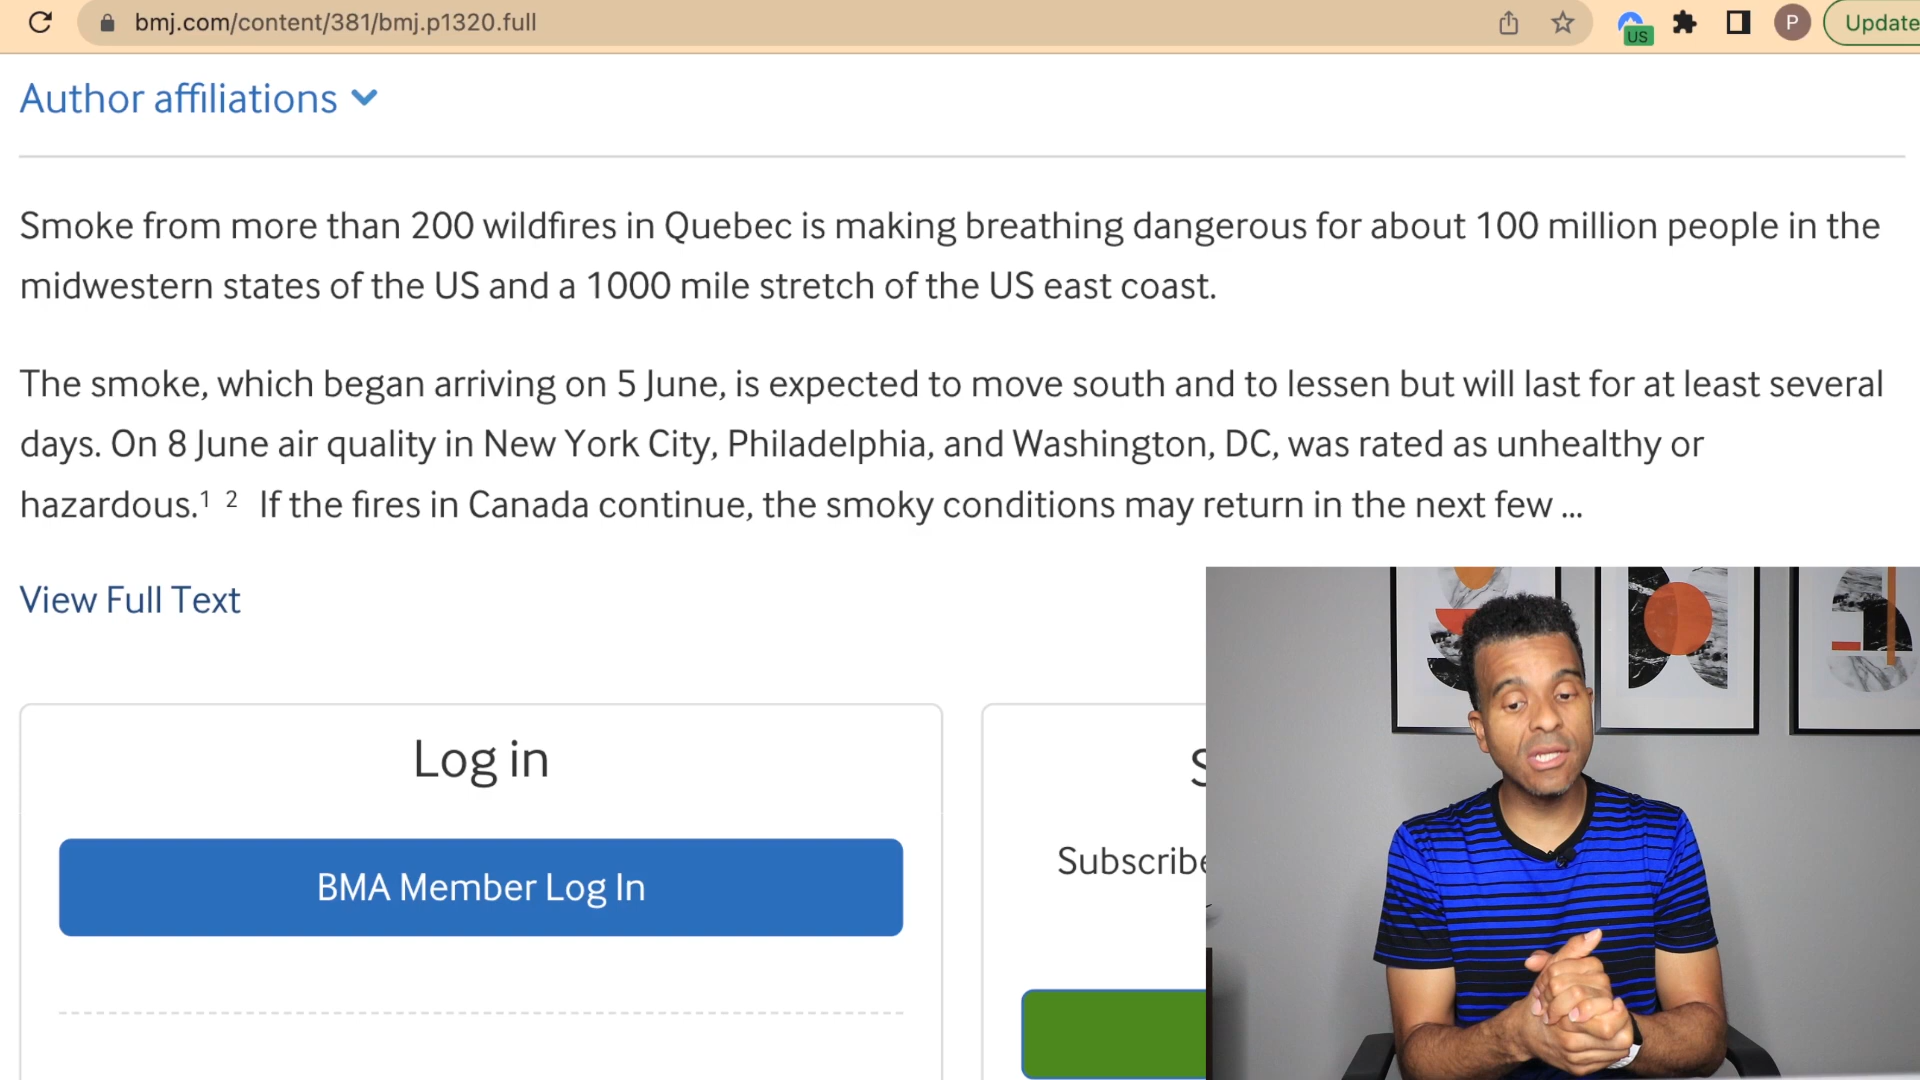 bmj.com/content/381/bmj.p1320.full
US
P
Update
Author affiliations
Smoke from more than 200 wildfires in Quebec is making breathing dangerous for about 100 million people in the
midwestern states of the US and a 1000 mile stretch of the US east coast.
The smoke, which began arriving on 5 June, is expected to move south and to lessen but will last for at least several
days. On 8 June air quality in New York City, Philadelphia, and Washington, DC, was rated as unhealthy or
hazardous.1 2 If the fires in Canada continue, the smoky conditions may return in the next few ...
View Full Text
Log in
S
BMA Member Log In
Subscribe